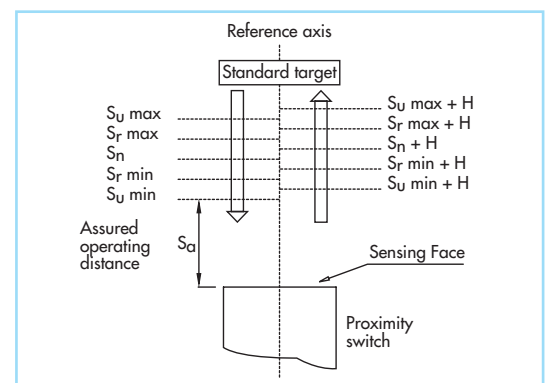 Reference axis
Standard target
Su max
Sr max
Sn
Sr min
Su min
Su max + H
Sr max + H
Sn + H
Sr min + H
Su min + H
Assured
operating
distance
Sa
Sensing Face
Proximity
switch